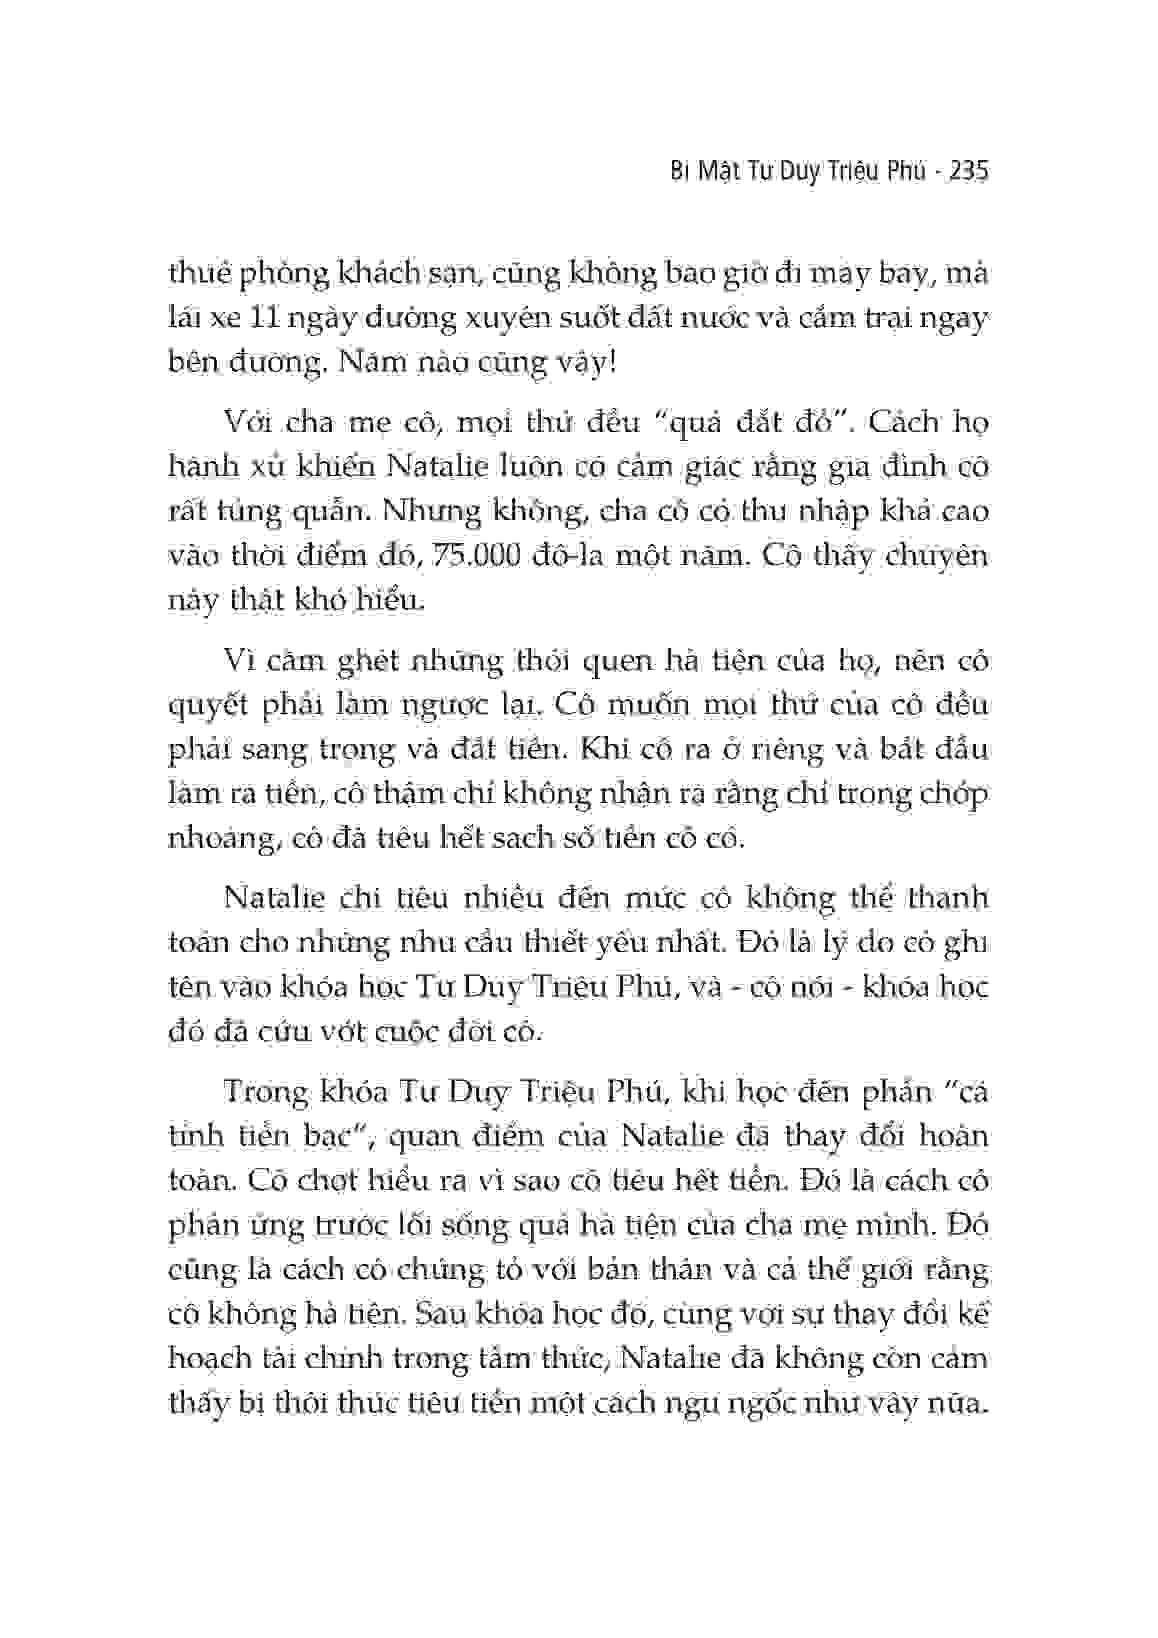 Bí Mật Tư Duy Triệu Phú - 235
thuê phòng khách sạn, cũng không bao giờ đi máy bay, mà
lái xe 11 ngày đường xuyên suốt đất nước và cắm trại ngay
bên đường. Năm nào cũng vậy!
Với cha mẹ cô, mọi thứ đều “quá đắt đỏ”. Cách họ
hành xử khiến Natalie luôn có cảm giác rằng gia đình cô
rất túng quẫn. Nhưng không, cha cô có thu nhập khá cao
vào thời điểm đó, 75.000 đô-la một năm. Cô thấy chuyện
này thật khó hiểu.
Vì căm ghét những thói quen hà tiện của họ, nên cô
quyết phải làm ngược lại. Cô muốn mọi thứ của cô đều
phải sang trọng và đắt tiền. Khi cô ra ở riêng và bắt đầu
làm ra tiền, cô thậm chí không nhận ra rằng chỉ trong chớp
nhoáng, cô đã tiêu hết sạch số tiền cô có.
Natalie chi tiêu nhiều đến mức cô không thể thanh
toán cho những nhu cầu thiết yếu nhất. Đó là lý do cô ghi
tên vào khóa học Tư Duy Triệu Phú, và - cô nói - khóa học
đó đã cứu vớt cuộc đời cô.
Trong khóa Tư Duy Triệu Phú, khi học đến phần “cá
tính tiền bạc“, quan điểm của Natalie đã thay đổi hoàn
toàn. Cô chợt hiểu ra vì sao cô tiêu hết tiền. Đó là cách cô
phản ứng trước lối sống quá hà tiện của cha mẹ mình. Đó
cũng là cách cô chứng tỏ với bản thân và cả thế giới rằng
cô không hà tiện. Sau khóa học đó, cùng với sự thay đổi kế
hoạch tài chính trong tâm thức, Natalie đã không còn cảm
thấy bị thôi thúc tiêu tiền một cách ngu ngốc như vậy nữa.